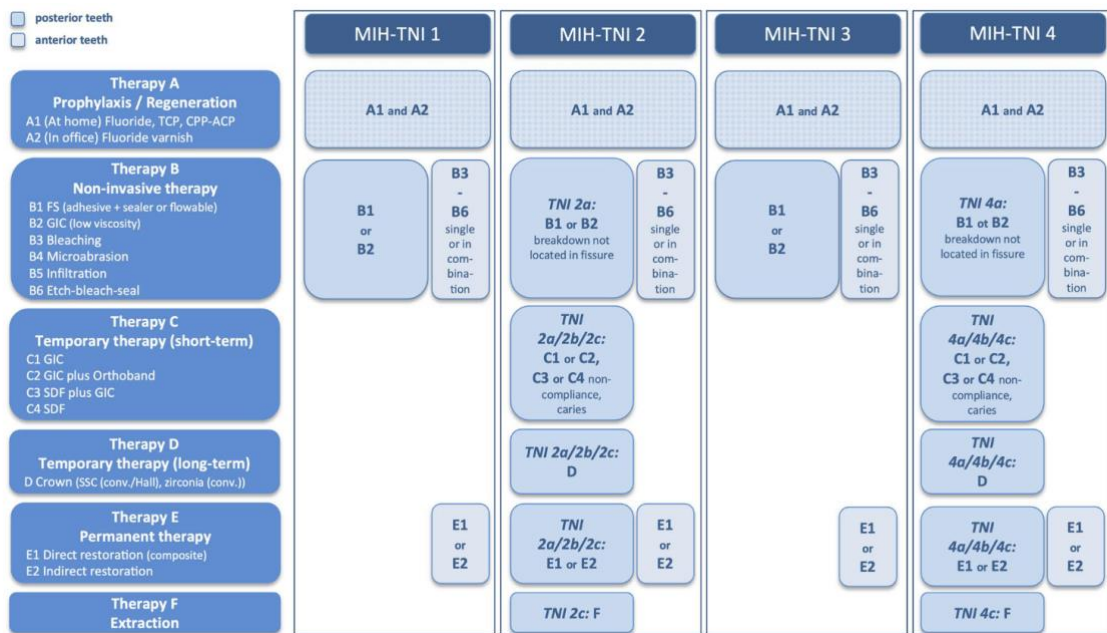 posterior teeth
anterior teeth
MIH-TNI 1
MIH-TNI 2
MIH-TNI 3
MIH-TNI 4
Therapy A
Prophylaxis / Regeneration
A1 (At home) Fluoride, TCP, CPP-ACP
A2 (In office) Fluoride varnish
A1 and A2
A1 and A2
A1 and A2
A1 and A2
Therapy B
Non-invasive therapy
B1 FS (adhesive + sealer or flowable)
B2 GIC (low viscosity)
B3 Bleaching
B4 Microabrasion
B5 Infiltration
B6 Etch-bleach-seal
B1
or
B2
B3
-
B6
single
or in
com-
bina-
tion
TNI 2a:
B1 or B2
breakdown not
located in fissure
B3
-
B6
single
or in
com-
bina-
tion
B1
or
B2
B3
-
B6
single
or in
com-
bina-
tion
TNI 4a:
B1 ot B2
breakdown not
located in fissure
B3
-
B6
single
or in
com-
bina-
tion
Therapy C
Temporary therapy (short-term)
C1 GIC
C2 GIC plus Orthoband
C3 SDF plus GIC
C4 SDF
TNI
2a/2b/2c:
C1 or C2,
C3 or C4 non-
compliance,
caries
TNI
4a/4b/4c:
C1 or C2,
C3 or C4 non-
compliance,
caries
Therapy D
Temporary therapy (long-term)
D Crown (SSC (conv./Hall), zirconia (conv.))
TNI 2a/2b/2c:
D
TNI
4a/4b/4c:
D
Therapy E
Permanent therapy
E1 Direct restoration (composite)
E2 Indirect restoration
E1
or
E2
TNI
2a/2b/2c:
E1 or E2
E1
or
E2
E1
or
E2
TNI
4a/4b/4c:
E1 or E2
E1
or
E2
Therapy F
Extraction
TNI 2c: F
TNI 4c: F